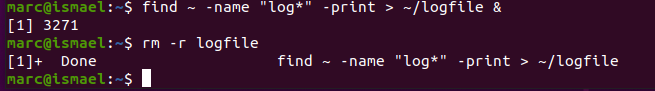 marc@ismael:~$ find ~ -name "log*" -print > ~/logfile &
[1] 3271
marc@ismael:~$ rm -r logfile
[1]+  Done                    find ~ -name "log*" -print > ~/logfile
marc@ismael:~$